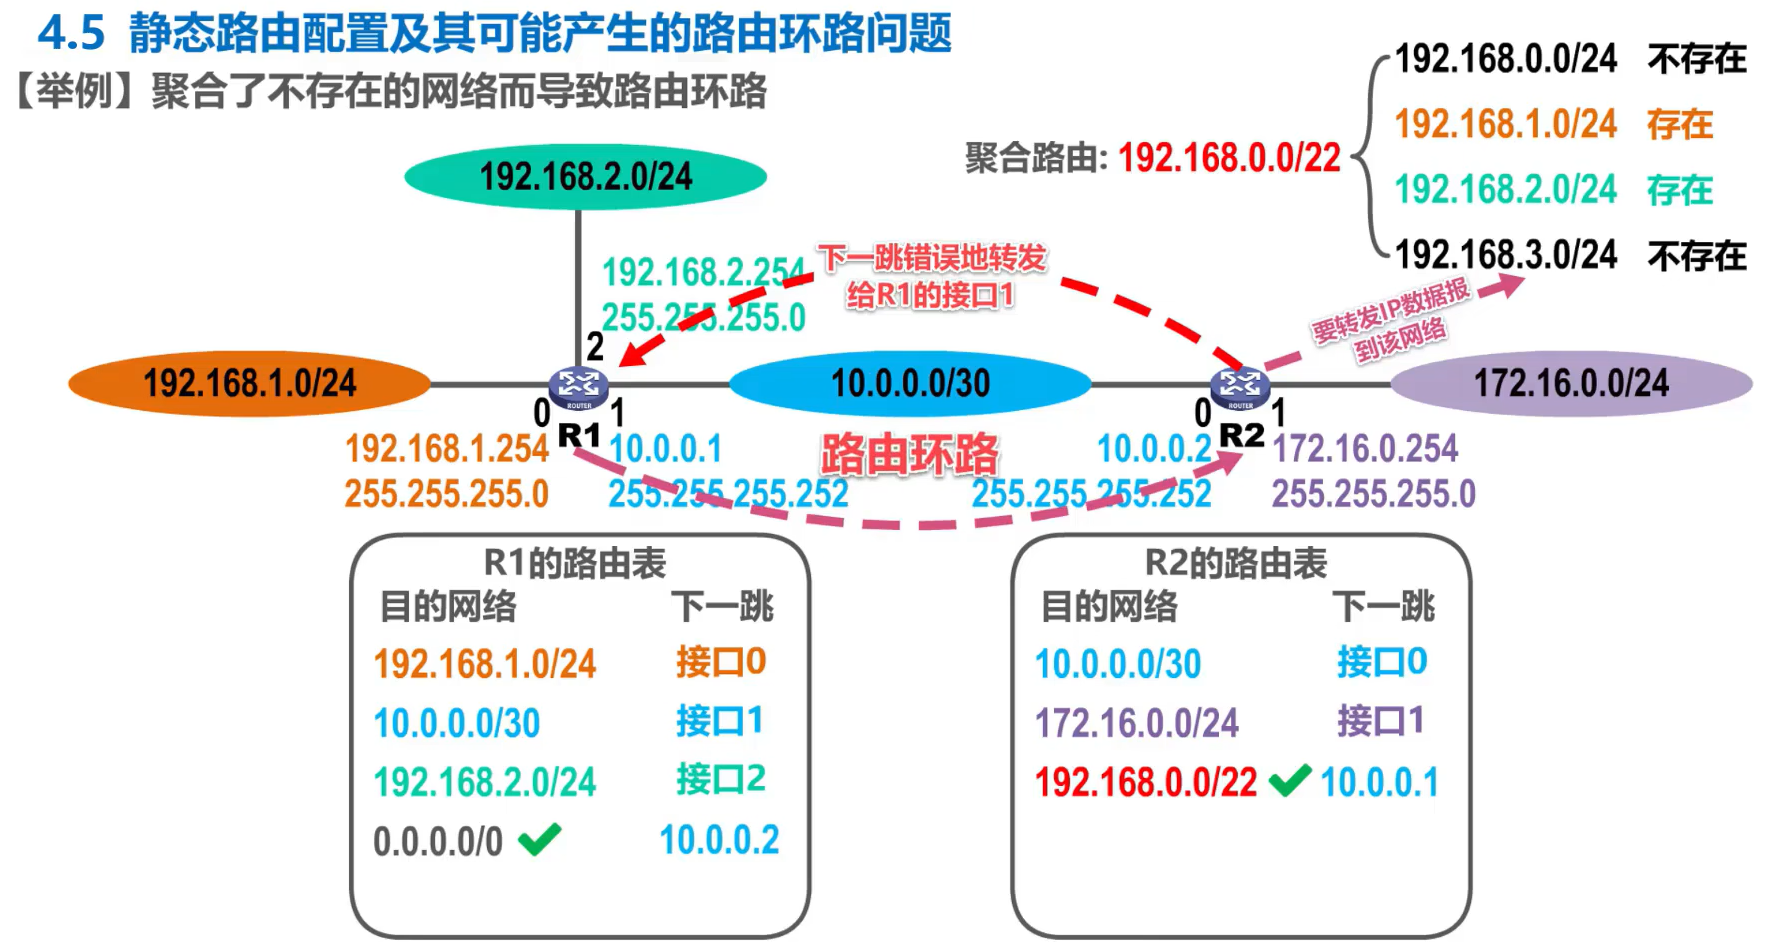 4.5 静态路由配置及其可能产生的路由环路问题
【举例】聚合了不存在的网络而导致路由环路
聚合路由: 192.168.0.0/22
192.168.0.0/24 不存在
192.168.1.0/24 存在
192.168.2.0/24 存在
192.168.3.0/24 不存在
192.168.2.0/24
192.168.2.254
255.255.255.0
下一跳错误地转发
给R1的接口1
要转发IP数据报
到该网络
2
192.168.1.0/24
ROUTER
10.0.0.0/30
ROUTER
172.16.0.0/24
0
R1
1
0
R2
1
192.168.1.254
255.255.255.0
10.0.0.1
255.255.255.252
路由环路
10.0.0.2
255.255.255.252
172.16.0.254
255.255.255.0
R1的路由表
目的网络 下一跳
192.168.1.0/24 接口0
10.0.0.0/30 接口1
192.168.2.0/24 接口2
0.0.0.0/0 10.0.0.2
R2的路由表
目的网络 下一跳
10.0.0.0/30 接口0
172.16.0.0/24 接口1
192.168.0.0/22 10.0.0.1